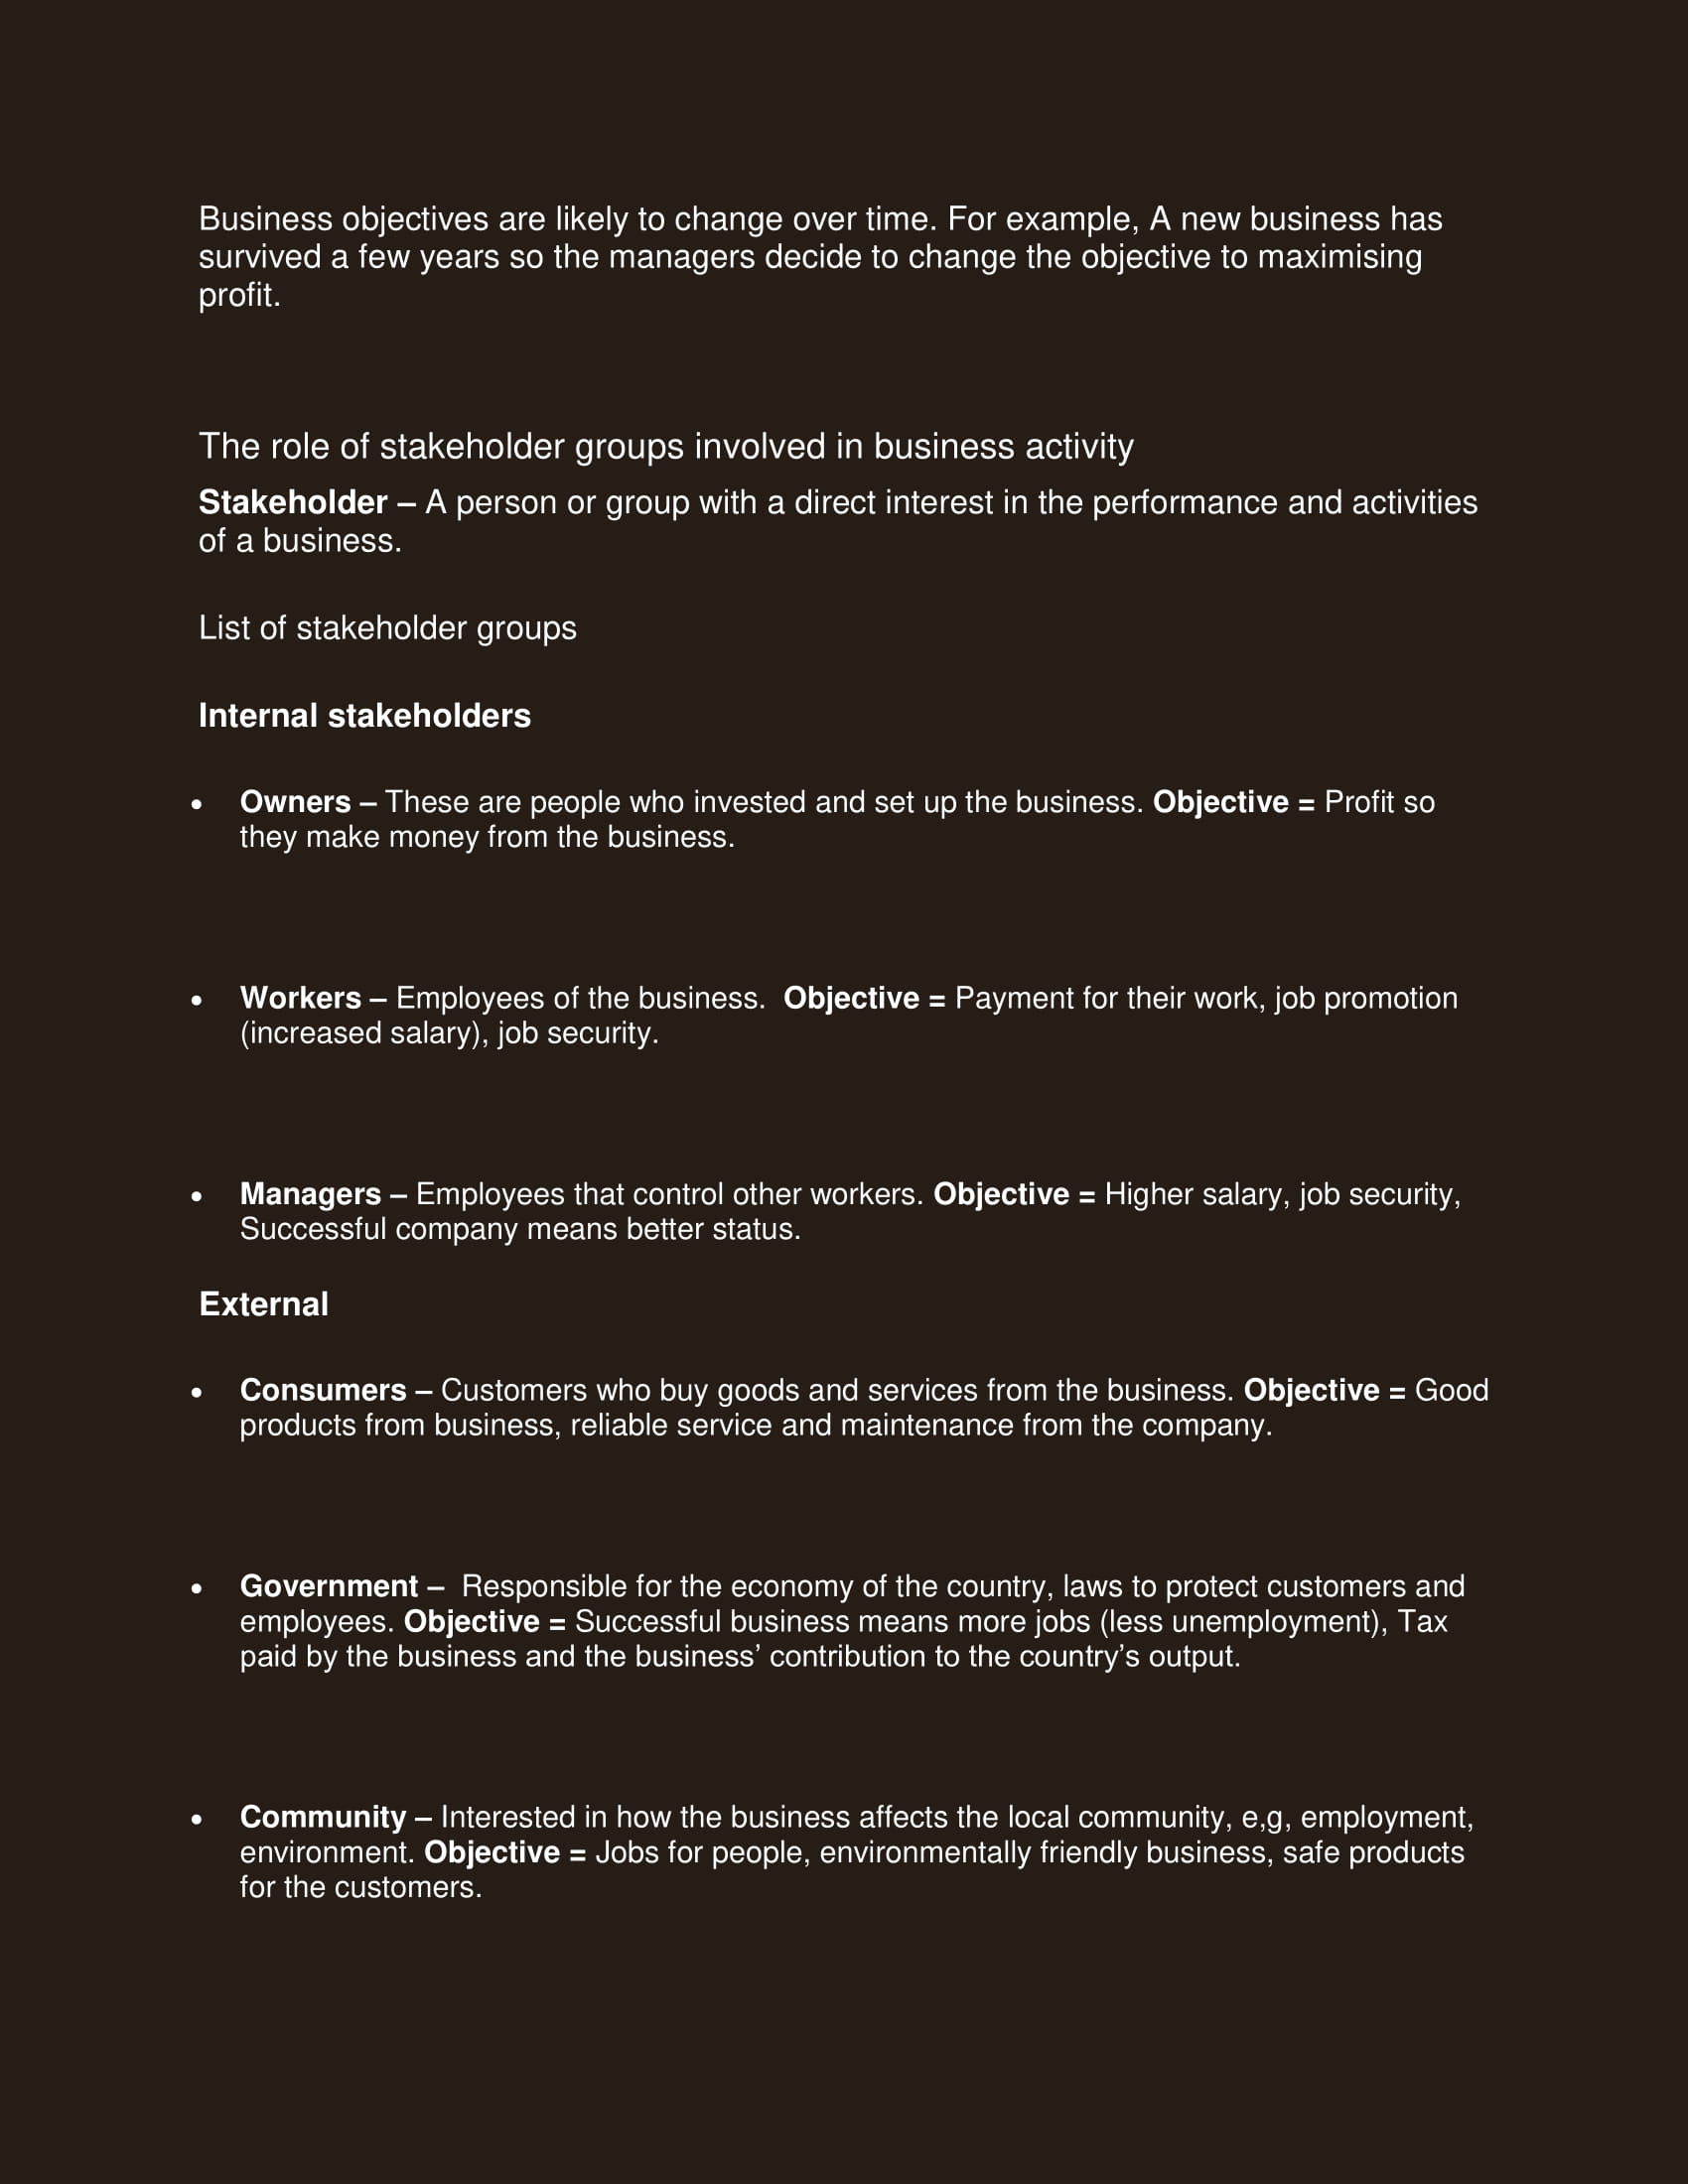 Business objectives are likely to change over time. For example, A new business has
survived a few years so the managers decide to change the objective to maximising
profit.
The role of stakeholder groups involved in business activity
Stakeholder – A person or group with a direct interest in the performance and activities
of a business.
List of stakeholder groups
Internal stakeholders
• Owners – These are people who invested and set up the business. Objective = Profit so
they make money from the business.
• Workers – Employees of the business.  Objective = Payment for their work, job promotion
(increased salary), job security.
• Managers – Employees that control other workers. Objective = Higher salary, job security,
Successful company means better status.
External
• Consumers – Customers who buy goods and services from the business. Objective = Good
products from business, reliable service and maintenance from the company.
• Government –  Responsible for the economy of the country, laws to protect customers and
employees. Objective = Successful business means more jobs (less unemployment), Tax
paid by the business and the business’ contribution to the country’s output.
• Community – Interested in how the business affects the local community, e,g, employment,
environment. Objective = Jobs for people, environmentally friendly business, safe products
for the customers.